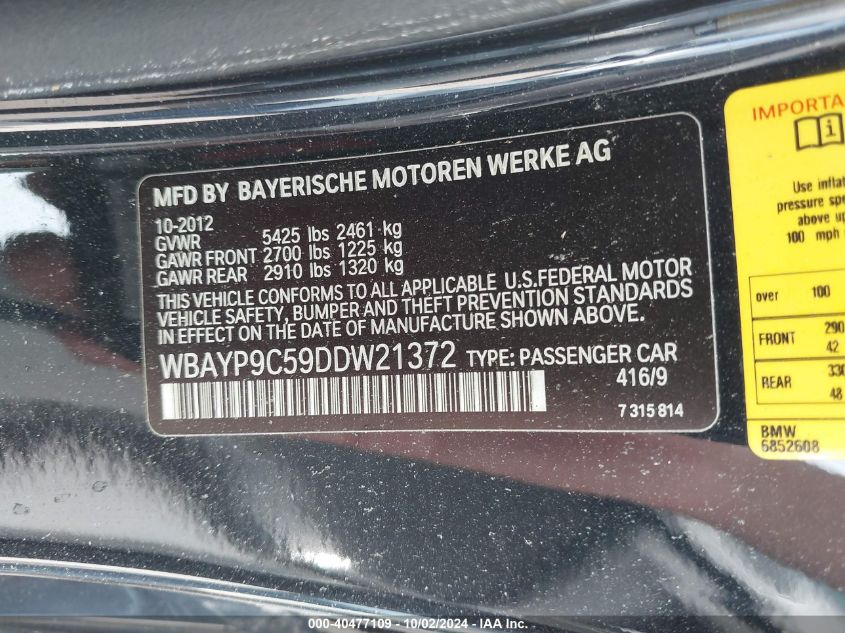 MFD BY BAYERISCHE MOTOREN WERKE AG
10-2012
GVWR 5425 lbs 2461 kg
GAWR FRONT 2700 lbs 1225 kg
GAWR REAR 2910 lbs 1320 kg
THIS VEHICLE CONFORMS TO ALL APPLICABLE U.S.FEDERAL MOTOR
VEHICLE SAFETY, BUMPER AND THEFT PREVENTION STANDARDS
IN EFFECT ON THE DATE OF MANUFACTURE SHOWN ABOVE.
WBAYP9C59DDW21372 TYPE: PASSENGER CAR
416/9
7 315 814
IMPORTA
Use inflat
pressure spe
above up
100 mph
over 100
FRONT 290
42
REAR 330
48
BMW
6852608
000-40477109 - 10/02/2024 - Copyright IAA, Inc.